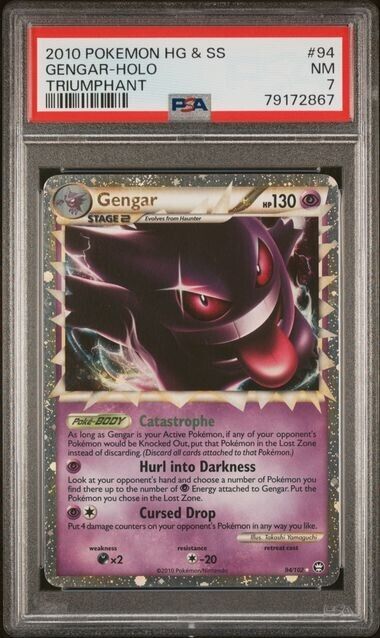 2010 POKEMON HG & SS #94
GENGAR-HOLO NM
TRIUMPHANT 7
PSA
79172867
Gengar HP130
STAGE 2 Evolves from Haunter
Poké-BODY Catastrophe
As long as Gengar is your Active Pokémon, if any of your opponent's
Pokémon would be Knocked Out, put that Pokémon in the Lost Zone
instead of discarding. (Discard all cards attached to that Pokémon.)
Hurl into Darkness
Look at your opponent's hand and choose a number of Pokémon you
find there up to the number of Energy attached to Gengar. Put the
Pokémon you chose in the Lost Zone.
Cursed Drop
Put 4 damage counters on your opponent's Pokémon in any way you like.
Illus. Takashi Yamaguchi
weakness resistance retreat cost
x2 -20
94/102
©2010 Pokémon/Nintendo